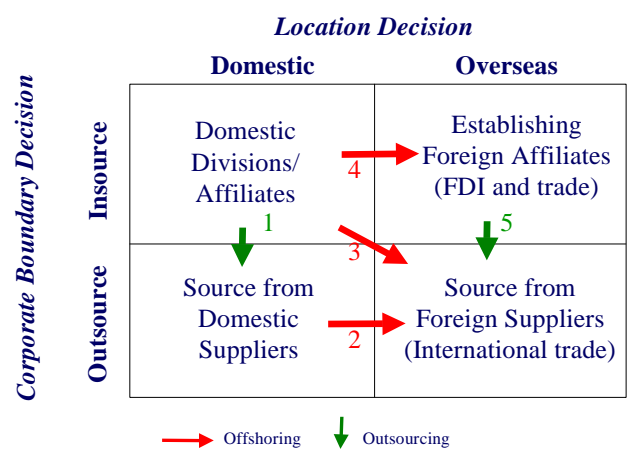 Location Decision
Domestic
Overseas
Corporate Boundary Decision
Insource
Outsource
Domestic
Divisions/
Affiliates
Establishing
Foreign Affiliates
(FDI and trade)
4
1
5
3
Source from
Domestic
Suppliers
2
Source from
Foreign Suppliers
(International trade)
Offshoring
Outsourcing